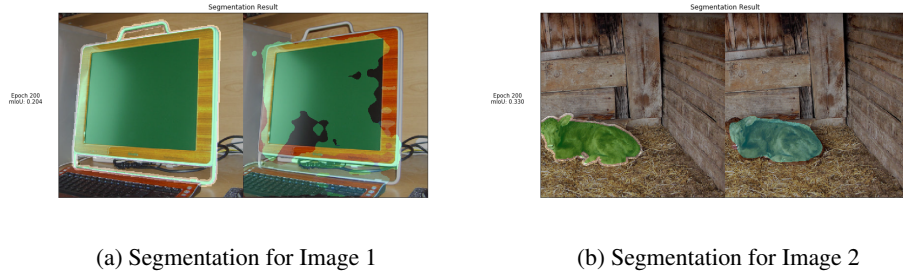 Segmentation Result
Epoch 200
mIoU: 0.204
(a) Segmentation for Image 1
Segmentation Result
Epoch 200
mIoU: 0.330
(b) Segmentation for Image 2